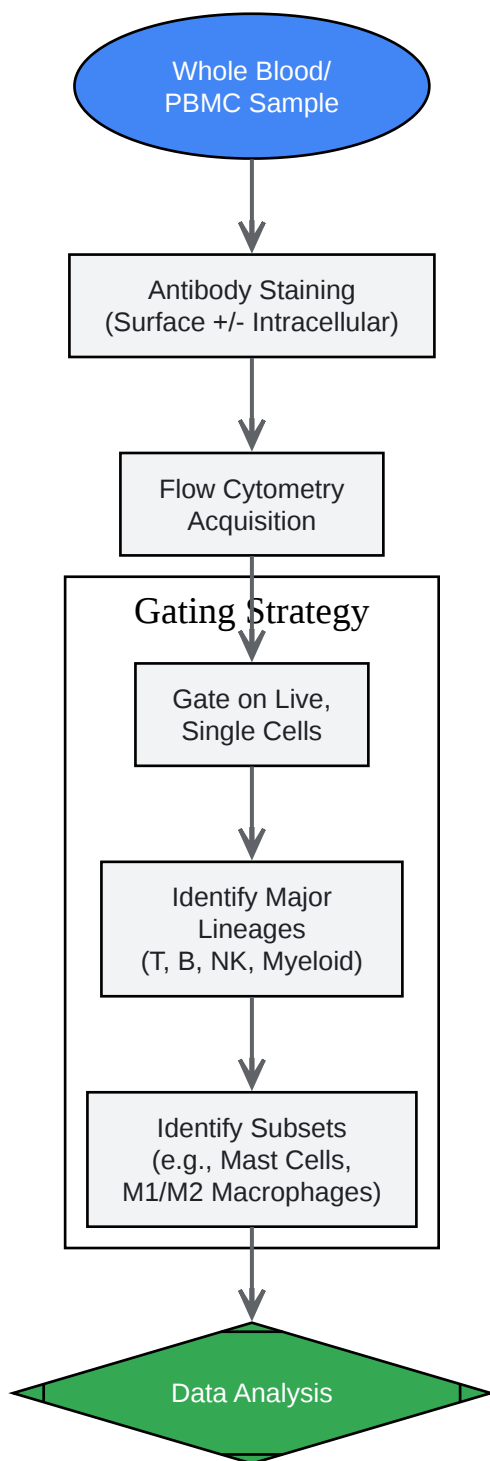 Whole Blood/
PBMC Sample
Antibody Staining
(Surface +/- Intracellular)
Flow Cytometry
Acquisition
Gating Strategy
Gate on Live,
Single Cells
Identify Major
Lineages
(T, B, NK, Myeloid)
Identify Subsets
(e.g., Mast Cells,
M1/M2 Macrophages)
Data Analysis